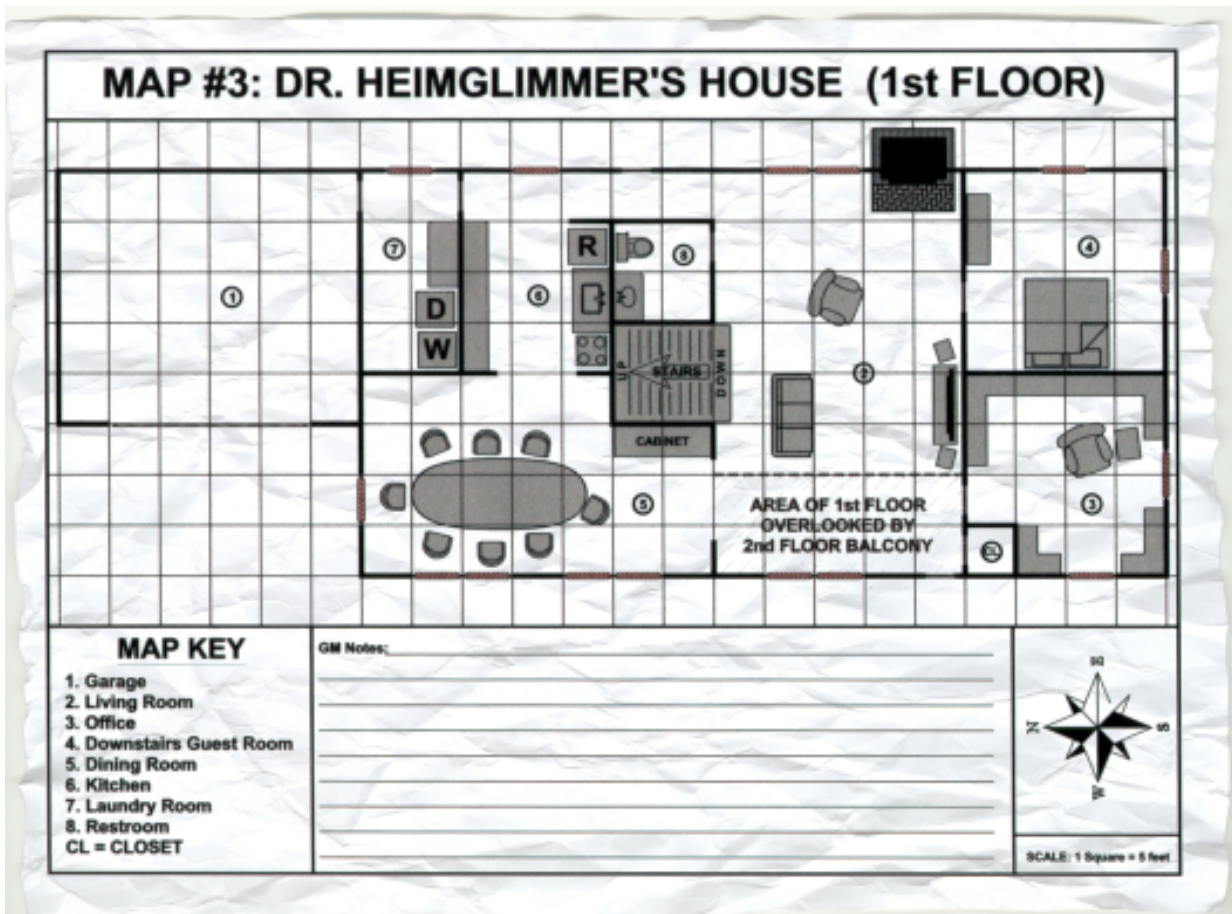 MAP #3: DR. HEIMGLIMMER'S HOUSE (1st FLOOR)
1
7
D
W
6
R
8
UP
STAIRS
DOWN
CABINET
5
2
4
3
CL
AREA OF 1st FLOOR
OVERLOOKED BY
2nd FLOOR BALCONY
MAP KEY
1. Garage
2. Living Room
3. Office
4. Downstairs Guest Room
5. Dining Room
6. Kitchen
7. Laundry Room
8. Restroom
CL = CLOSET
GM Notes:
E
N
S
W
SCALE: 1 Square = 5 feet